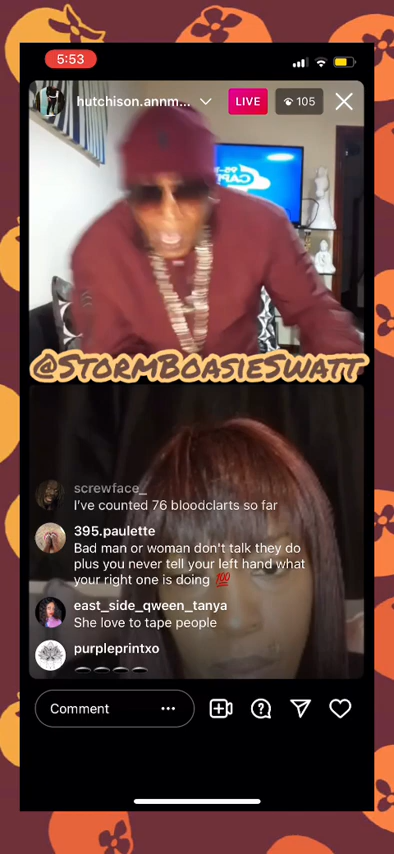 5:53
hutchison.annm...
LIVE
105
@StormBoasieSwatt
screwface_
I've counted 76 bloodclarts so far
395.paulette
Bad man or woman don't talk they do
plus you never tell your left hand what
your right one is doing 💯
east_side_qween_tanya
She love to tape people
purpleprintxo
Comment